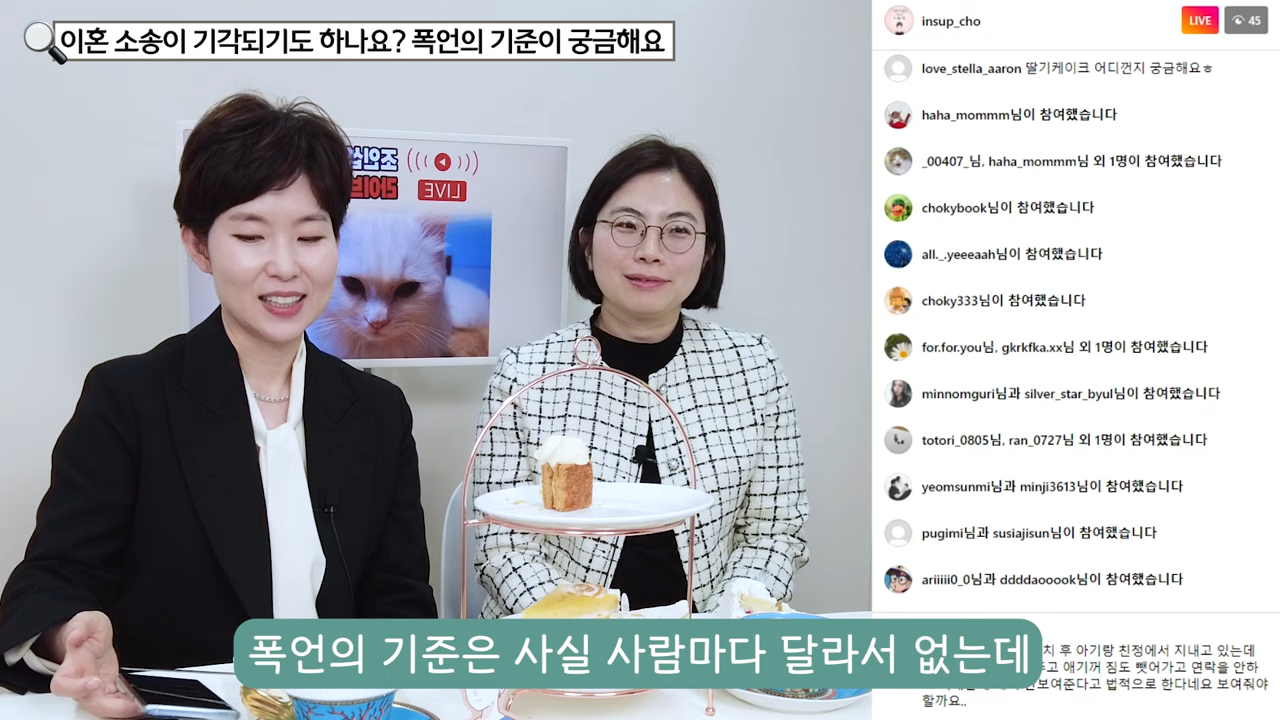 이혼 소송이 기각되기도 하나요? 폭언의 기준이 궁금해요
LIVE
insup_cho
LIVE
45
love_stella_aaron 딸기케이크 어디껀지 궁금해요ㅎ
haha_mommm님이 참여했습니다
_00407_님, haha_mommm님 외 1명이 참여했습니다
chokybook님이 참여했습니다
all._.yeeeaah님이 참여했습니다
choky333님이 참여했습니다
for.for.you님, gkrkfka.xx님 외 1명이 참여했습니다
minnomguri님과 silver_star_byul님이 참여했습니다
totori_0805님, ran_0727님 외 1명이 참여했습니다
yeomsunmi님과 minji3613님이 참여했습니다
pugimi님과 susiajisun님이 참여했습니다
ariiiii0_0님과 ddddaooook님이 참여했습니다
폭언의 기준은 사실 사람마다 달라서 없는데
후 아기랑 친정에서 지내고 있는데
애기꺼 짐도 뺏어가고 연락을 안하
안보여준다고 법적으로 한다네요 보여줘야
할까요..